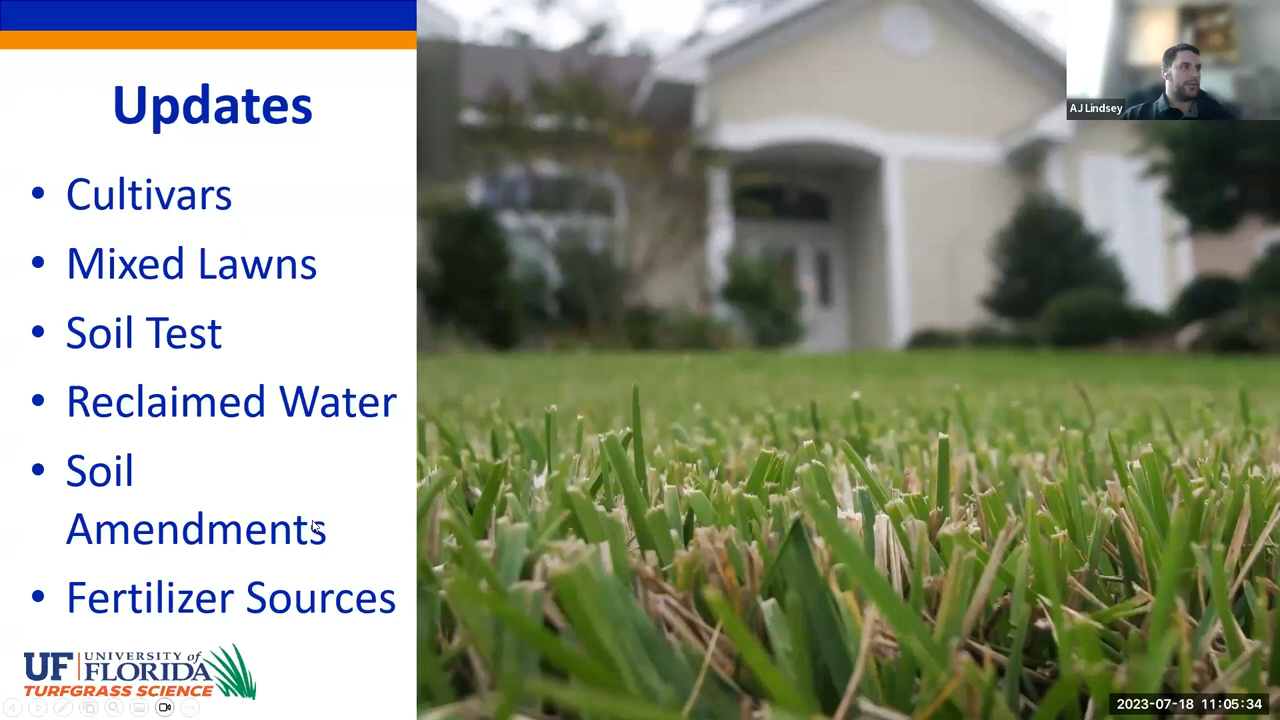 Updates
• Cultivars
• Mixed Lawns
• Soil Test
• Reclaimed Water
• Soil
Amendments
• Fertilizer Sources
UF UNIVERSITY of
FLORIDA
TURFGRASS SCIENCE
AJ Lindsey
2023-07-18 11:05:34